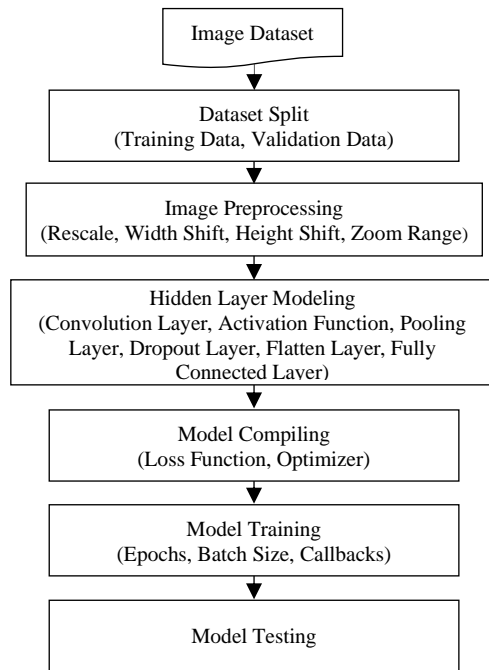 Image Dataset
Dataset Split
(Training Data, Validation Data)
Image Preprocessing
(Rescale, Width Shift, Height Shift, Zoom Range)
Hidden Layer Modeling
(Convolution Layer, Activation Function, Pooling
Layer, Dropout Layer, Flatten Layer, Fully
Connected Layer)
Model Compiling
(Loss Function, Optimizer)
Model Training
(Epochs, Batch Size, Callbacks)
Model Testing